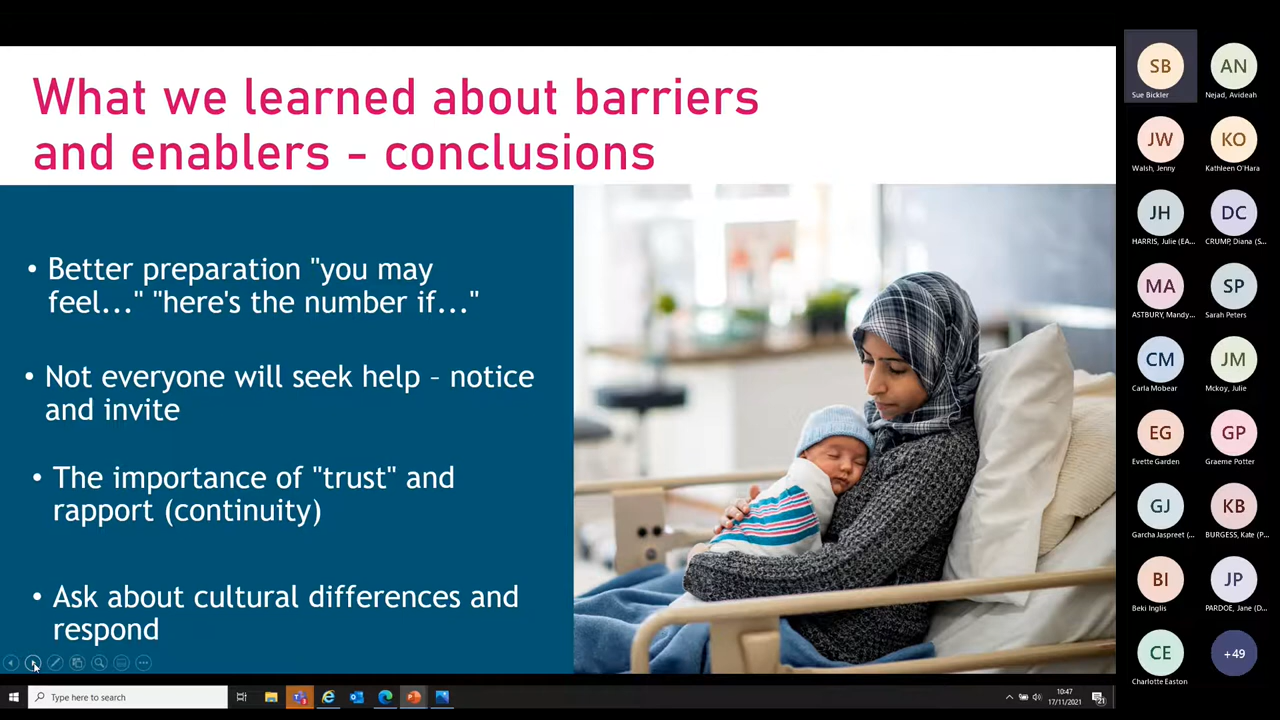 What we learned about barriers
and enablers - conclusions
• Better preparation "you may
feel..." "here's the number if..."
• Not everyone will seek help – notice
and invite
• The importance of "trust" and
rapport (continuity)
• Ask about cultural differences and
respond
SB
Sue Bickler
AN
Nejad, Avideah
JW
Walsh, Jenny
KO
Kathleen O'Hara
JH
HARRIS, Julie (EA...
DC
CRUMP, Diana (S...
MA
ASTBURY, Mandy...
SP
Sarah Peters
CM
Carla Mobear
JM
Mckoy, Julie
EG
Evette Garden
GP
Graeme Potter
GJ
Garcha Jaspreet (...
KB
BURGESS, Kate (P...
BI
Beki Inglis
JP
PARDOE, Jane (D...
CE
Charlotte Easton
+49
Type here to search
10:47
17/11/2021
21